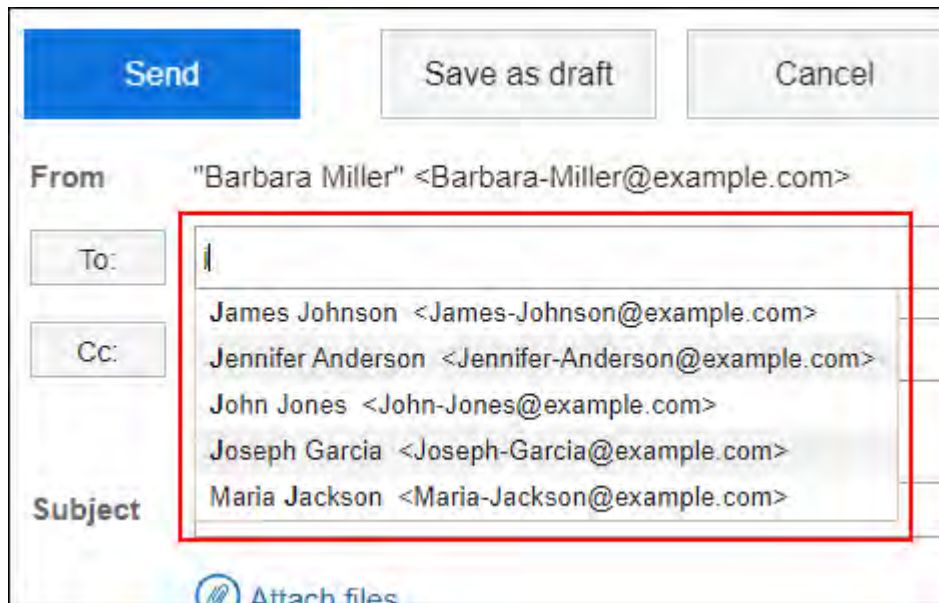 Send Save as draft Cancel
From "Barbara Miller" <Barbara-Miller@example.com>
To: j
James Johnson <James-Johnson@example.com>
Cc:
Jennifer Anderson <Jennifer-Anderson@example.com>
John Jones <John-Jones@example.com>
Joseph Garcia <Joseph-Garcia@example.com>
Subject
Maria Jackson <Maria-Jackson@example.com>
Attach files